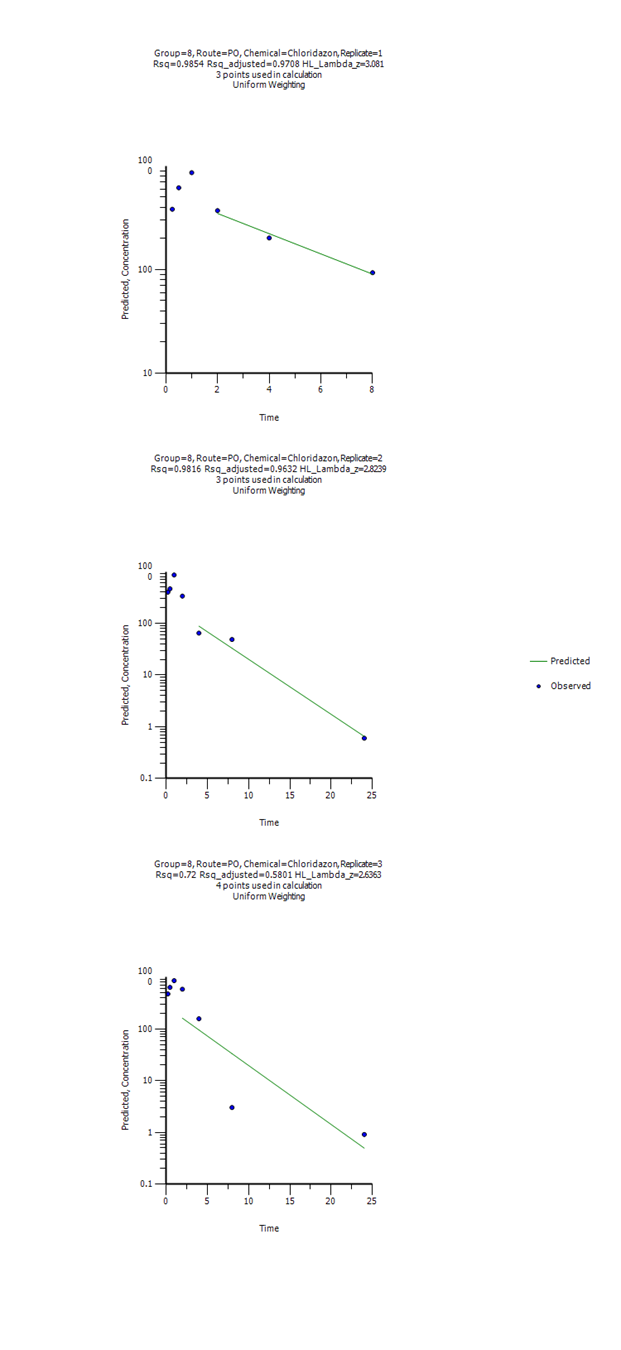 Group=8, Route=PO, Chemical=Chloridazon, Replicate=1
Rsq=0.9854 Rsq_adjusted=0.9708 HL_Lambda_z=3.081
3 points used in calculation
Uniform Weighting
100
0
100
10
Predicted, Concentration
0 2 4 6 8
Time
Group=8, Route=PO, Chemical=Chloridazon, Replicate=2
Rsq=0.9816 Rsq_adjusted=0.9632 HL_Lambda_z=2.8239
3 points used in calculation
Uniform Weighting
100
0
100
10
1
0.1
Predicted, Concentration
0 5 10 15 20 25
Time
Predicted
Observed
Group=8, Route=PO, Chemical=Chloridazon, Replicate=3
Rsq=0.72 Rsq_adjusted=0.5801 HL_Lambda_z=2.6363
4 points used in calculation
Uniform Weighting
100
0
100
10
1
0.1
Predicted, Concentration
0 5 10 15 20 25
Time